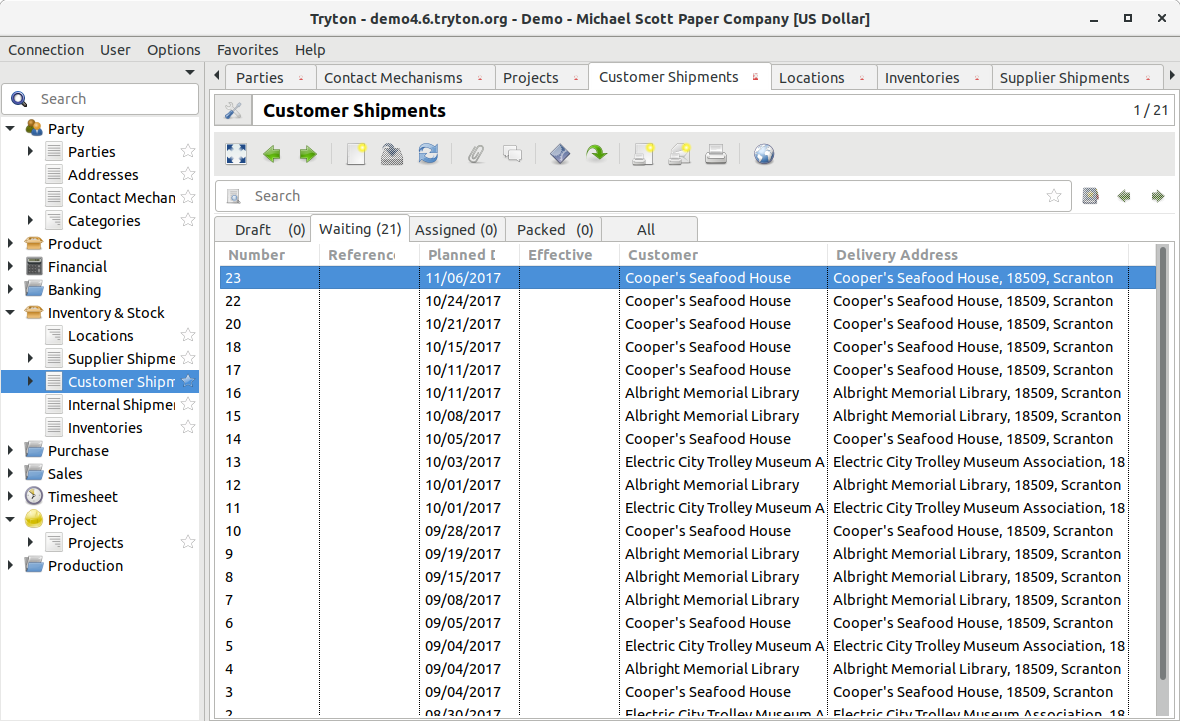 Tryton - demo4.6.tryton.org - Demo - Michael Scott Paper Company [US Dollar]
Connection User Options Favorites Help
Search
Party
Parties
Addresses
Contact Mechan
Categories
Product
Financial
Banking
Inventory & Stock
Locations
Supplier Shipme
Customer Shipm
Internal Shipmen
Inventories
Purchase
Sales
Timesheet
Project
Projects
Production
Parties Contact Mechanisms Projects Customer Shipments Locations Inventories Supplier Shipments
Customer Shipments 1 / 21
Search
Draft (0) Waiting (21) Assigned (0) Packed (0) All
Number Referenc Planned D Effective Customer Delivery Address
23 11/06/2017 Cooper's Seafood House Cooper's Seafood House, 18509, Scranton
22 10/24/2017 Cooper's Seafood House Cooper's Seafood House, 18509, Scranton
20 10/21/2017 Cooper's Seafood House Cooper's Seafood House, 18509, Scranton
18 10/15/2017 Cooper's Seafood House Cooper's Seafood House, 18509, Scranton
17 10/11/2017 Cooper's Seafood House Cooper's Seafood House, 18509, Scranton
16 10/11/2017 Albright Memorial Library Albright Memorial Library, 18509, Scranton
15 10/08/2017 Albright Memorial Library Albright Memorial Library, 18509, Scranton
14 10/05/2017 Cooper's Seafood House Cooper's Seafood House, 18509, Scranton
13 10/03/2017 Electric City Trolley Museum A Electric City Trolley Museum Association, 18
12 10/01/2017 Albright Memorial Library Albright Memorial Library, 18509, Scranton
11 10/01/2017 Electric City Trolley Museum A Electric City Trolley Museum Association, 18
10 09/28/2017 Cooper's Seafood House Cooper's Seafood House, 18509, Scranton
9 09/19/2017 Albright Memorial Library Albright Memorial Library, 18509, Scranton
8 09/15/2017 Albright Memorial Library Albright Memorial Library, 18509, Scranton
7 09/08/2017 Albright Memorial Library Albright Memorial Library, 18509, Scranton
6 09/05/2017 Cooper's Seafood House Cooper's Seafood House, 18509, Scranton
5 09/04/2017 Electric City Trolley Museum A Electric City Trolley Museum Association, 18
4 09/04/2017 Albright Memorial Library Albright Memorial Library, 18509, Scranton
3 09/04/2017 Cooper's Seafood House Cooper's Seafood House, 18509, Scranton
2 08/30/2017 Electric City Trolley Museum A Electric City Trolley Museum Association, 18